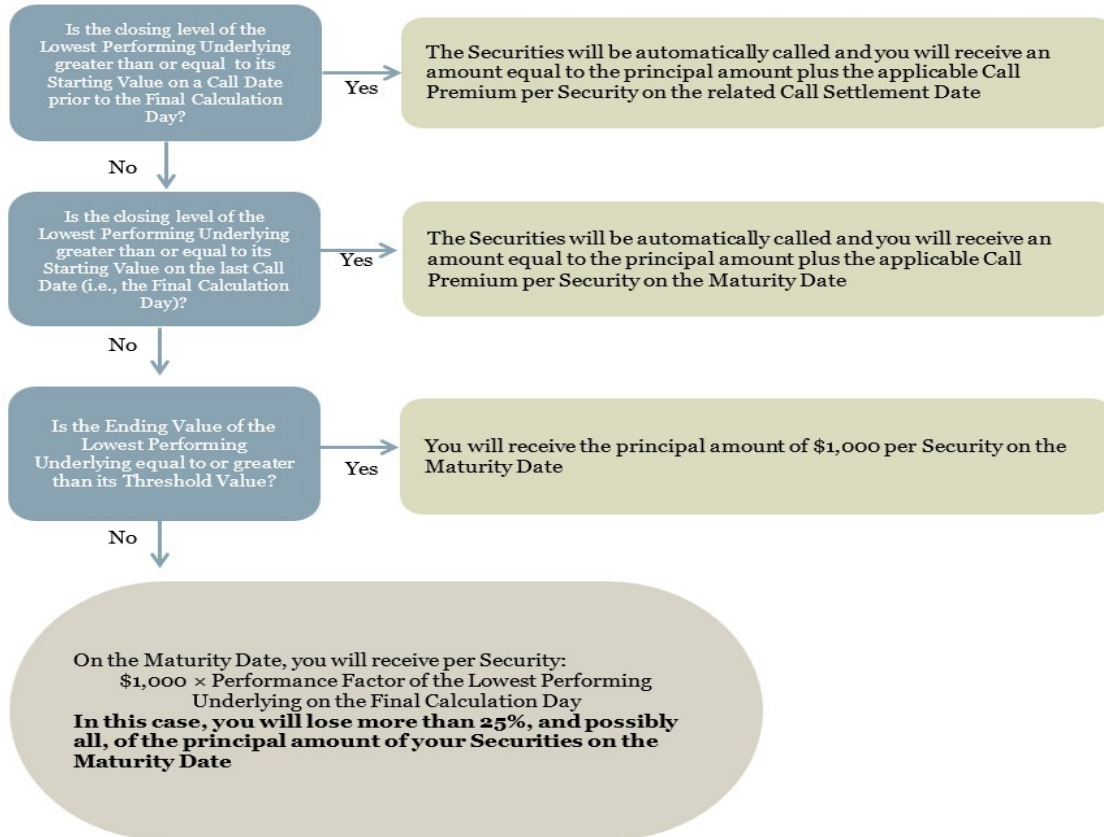 Is the closing level of the
Lowest Performing Underlying
greater than or equal to its
Starting Value on a Call Date
prior to the Final Calculation
Day?
Yes
The Securities will be automatically called and you will receive an
amount equal to the principal amount plus the applicable Call
Premium per Security on the related Call Settlement Date
No
Is the closing level of the
Lowest Performing Underlying
greater than or equal to its
Starting Value on the last Call
Date (i.e., the Final Calculation
Day)?
Yes
The Securities will be automatically called and you will receive an
amount equal to the principal amount plus the applicable Call
Premium per Security on the Maturity Date
No
Is the Ending Value of the
Lowest Performing
Underlying equal to or greater
than its Threshold Value?
Yes
You will receive the principal amount of $1,000 per Security on the
Maturity Date
No
On the Maturity Date, you will receive per Security:
$1,000 × Performance Factor of the Lowest Performing
Underlying on the Final Calculation Day
In this case, you will lose more than 25%, and possibly
all, of the principal amount of your Securities on the
Maturity Date